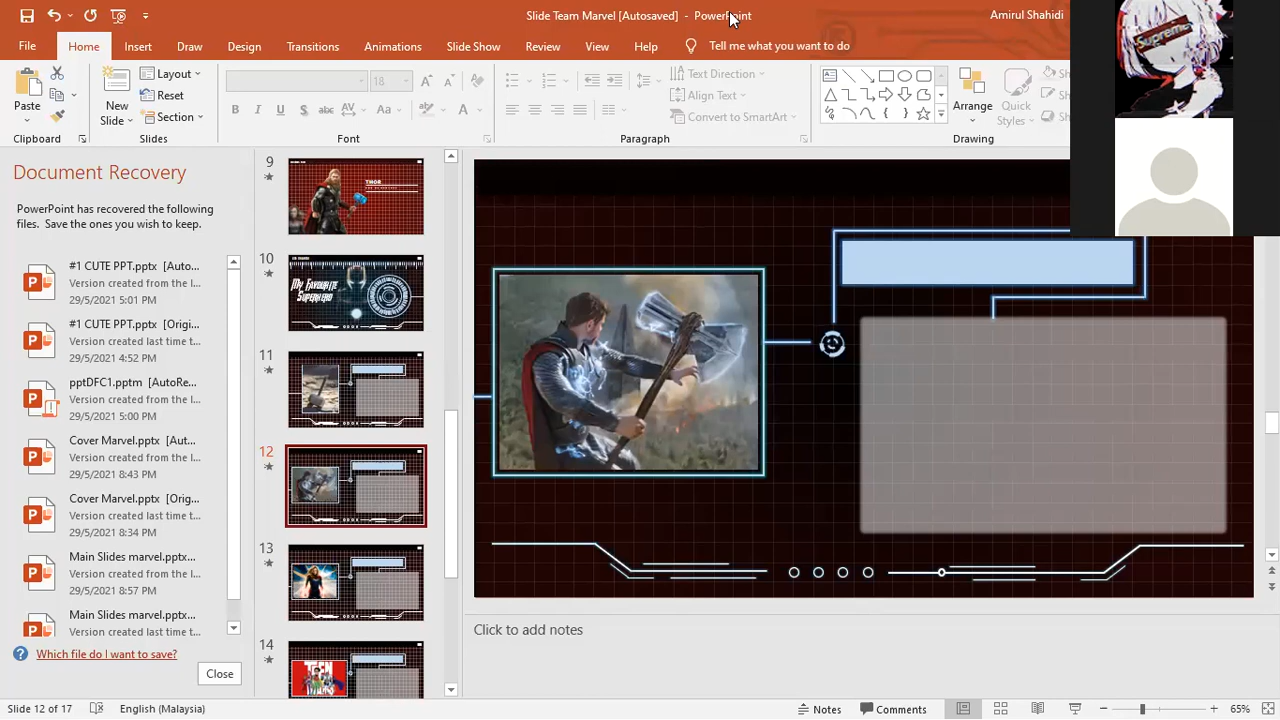 Slide Team Marvel [Autosaved] - PowerPoint
Amirul Shahidi
File Home Insert Draw Design Transitions Animations Slide Show Review View Help Tell me what you want to do
Paste
New
Slide
Layout
Reset
Section
18
Aa
Text Direction
Align Text
Convert to SmartArt
Arrange
Quick
Styles
Sh
Sh
Clipboard Slides Font Paragraph Drawing
Document Recovery
PowerPoint has recovered the following
files. Save the ones you wish to keep.
#1 CUTE PPT.pptx [Auto...
Version created from the l...
29/5/2021 5:01 PM
#1 CUTE PPT.pptx [Origi...
Version created last time t...
29/5/2021 4:52 PM
pptDFC1.pptm [AutoRe...
Version created from the l...
29/5/2021 5:00 PM
Cover Marvel.pptx [Aut...
Version created from the l...
29/5/2021 8:43 PM
Cover Marvel.pptx [Orig...
Version created last time t...
29/5/2021 8:34 PM
Main Slides marvel.pptx...
Version created from the l...
29/5/2021 8:57 PM
Main Slides marvel.pptx...
Version created last time t...
Which file do I want to save?
Close
9
THOR
10
My Favourite
Superhero
11
12
13
14
TEEN
TITANS
Supreme
Click to add notes
Slide 12 of 17
English (Malaysia)
Notes
Comments
65%